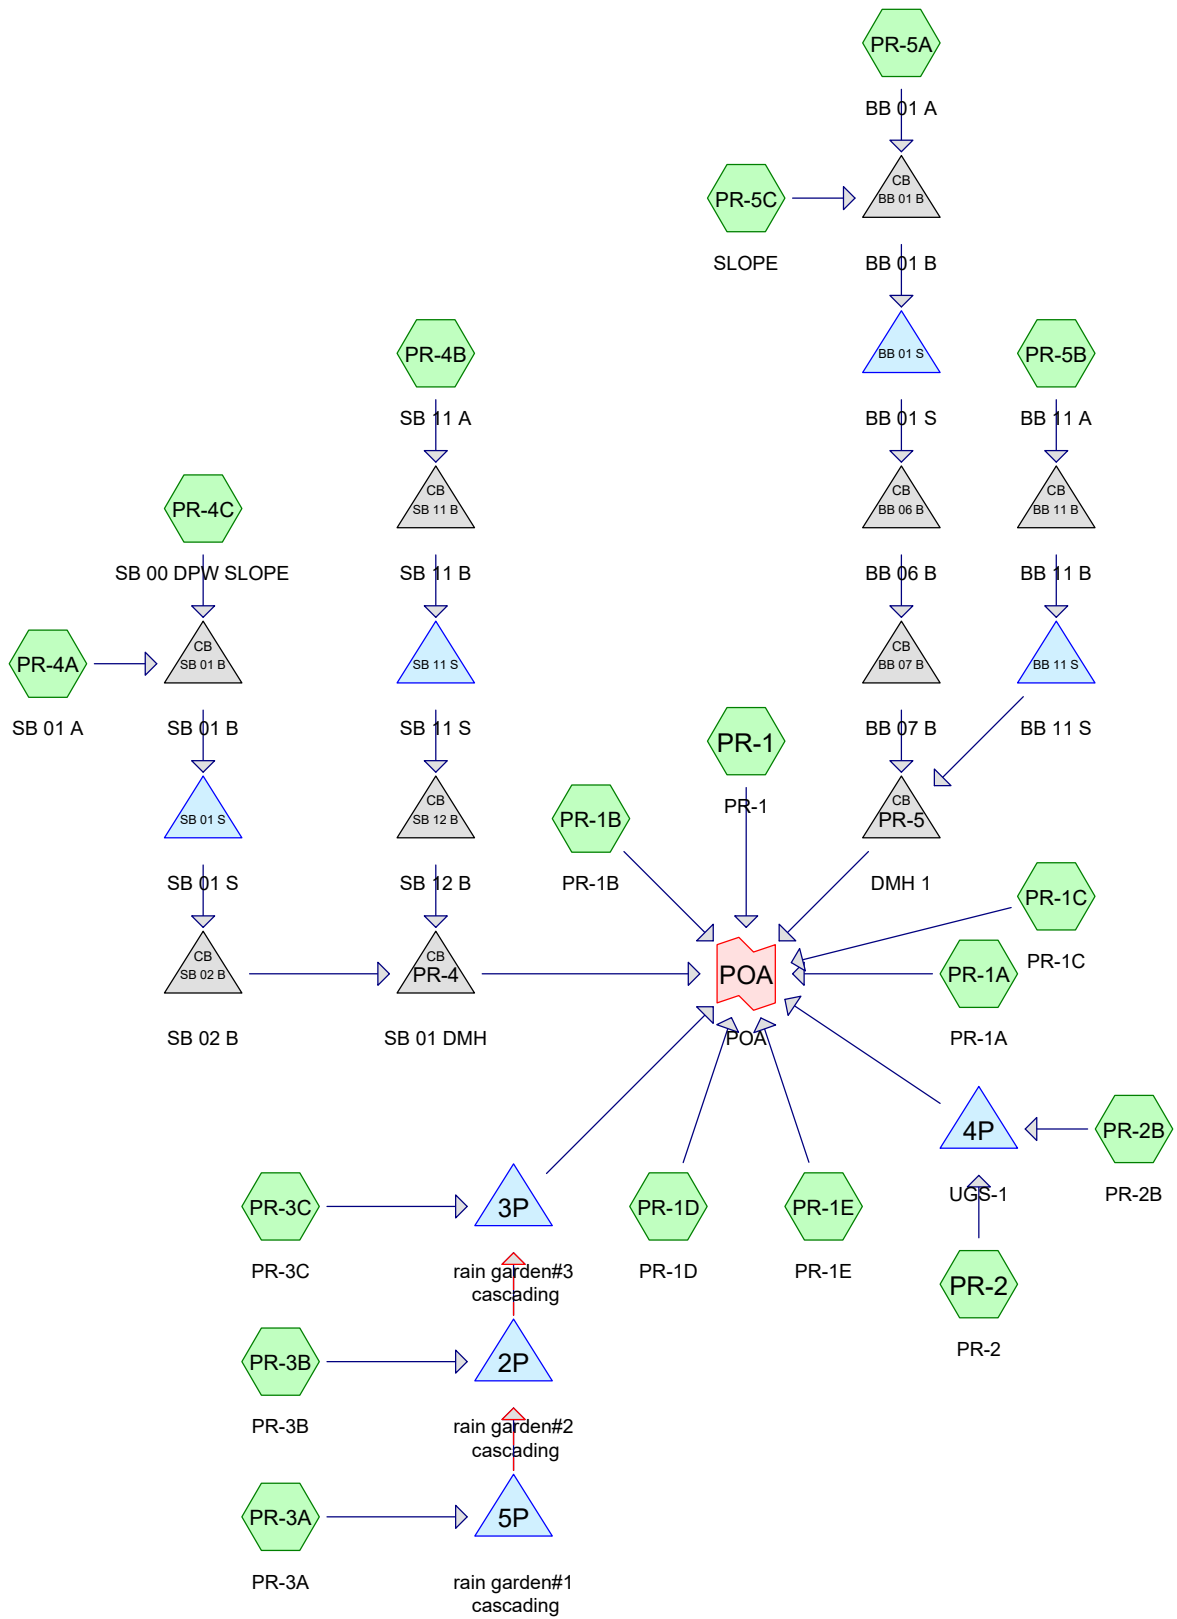 PR-5A
BB 01 A
PR-5C
SLOPE
CB
BB 01 B
BB 01 B
PR-4B
SB 11 A
BB 01 S
BB 01 S
PR-5B
BB 11 A
PR-4C
SB 00 DPW SLOPE
CB
SB 11 B
SB 11 B
CB
BB 06 B
BB 06 B
CB
BB 11 B
BB 11 B
PR-4A
SB 01 A
CB
SB 01 B
SB 01 B
SB 11 S
SB 11 S
PR-1
PR-1
CB
BB 07 B
BB 07 B
BB 11 S
BB 11 S
SB 01 S
SB 01 S
CB
SB 12 B
SB 12 B
PR-1B
PR-1B
CB
PR-5
DMH 1
PR-1C
PR-1C
CB
SB 02 B
SB 02 B
CB
PR-4
SB 01 DMH
POA
POA
PR-1A
PR-1A
4P
UGS-1
PR-2B
PR-2B
PR-3C
PR-3C
3P
rain garden#3
cascading
PR-1D
PR-1D
PR-1E
PR-1E
PR-2
PR-2
PR-3B
PR-3B
2P
rain garden#2
cascading
PR-3A
PR-3A
5P
rain garden#1
cascading